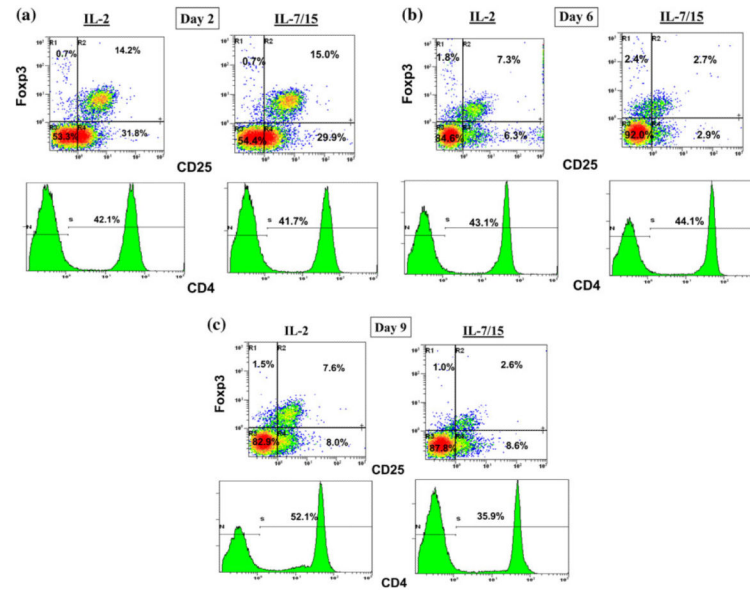 (a) IL-2 Day 2 IL-7/15
Foxp3
R1 R2
0.7% 14.2%
53.3% 31.8%
R1 R2
0.7% 15.0%
54.4% 29.9%
CD25
N S 42.1%
N S 41.7%
CD4
(b) IL-2 Day 6 IL-7/15
Foxp3
R1 R2
1.8% 7.3%
84.6% 6.3%
R1 R2
2.4% 2.7%
92.0% 2.9%
CD25
N S 43.1%
N S 44.1%
CD4
(c) IL-2 Day 9 IL-7/15
Foxp3
R1 R2
1.5% 7.6%
R3
82.9% 8.0%
R1 R2
1.0% 2.6%
R3
87.8% 8.6%
CD25
N S 52.1%
N S 35.9%
CD4